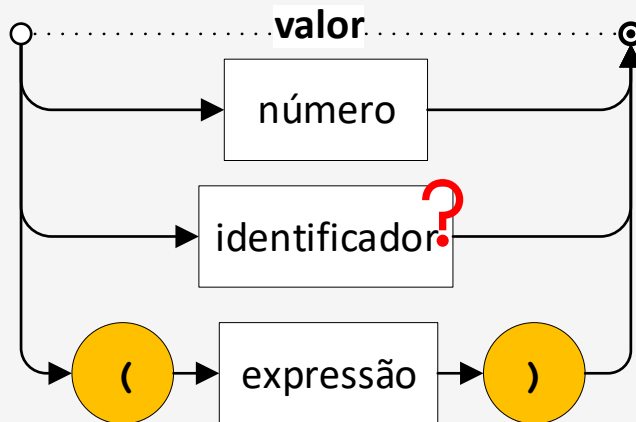 valor
número
identificador?
( expressão )